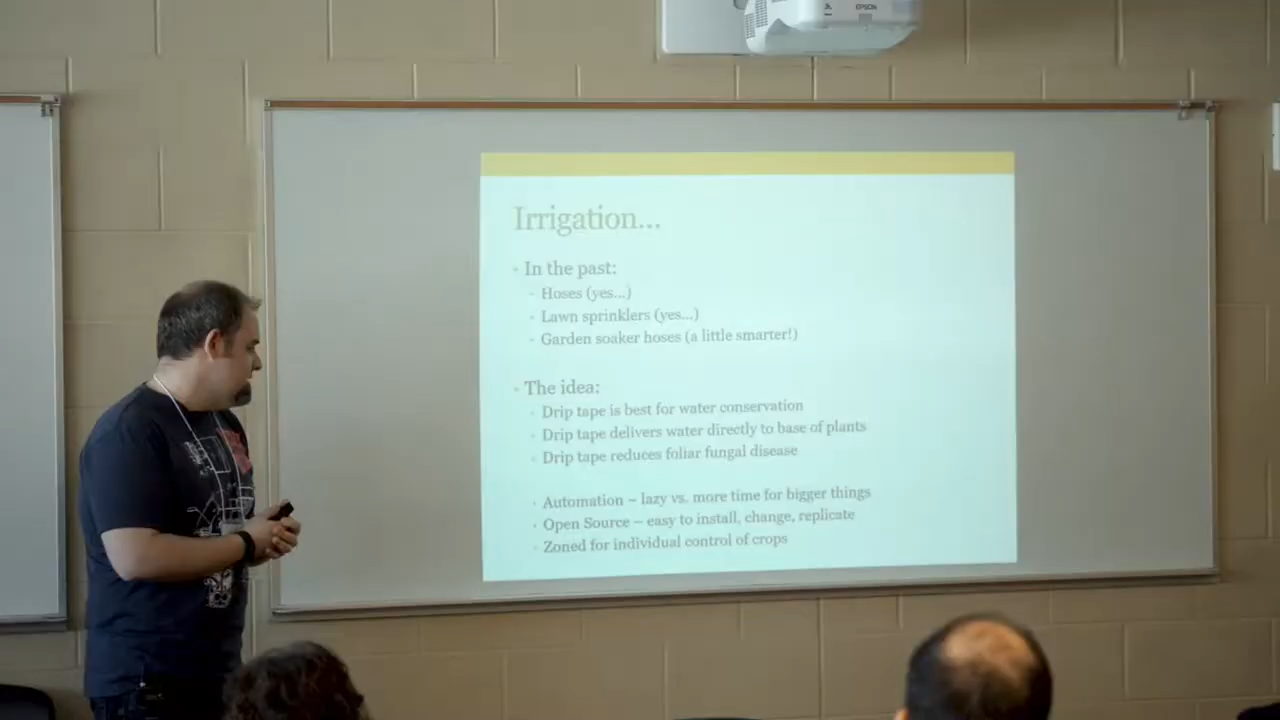 EPSON
Irrigation...
In the past:
- Hoses (yes...)
Lawn sprinklers (yes...)
Garden soaker hoses (a little smarter!)
The idea:
Drip tape is best for water conservation
Drip tape delivers water directly to base of plants
Drip tape reduces foliar fungal disease
Automation – lazy vs. more time for bigger things
Open Source – easy to install, change, replicate
Zoned for individual control of crops